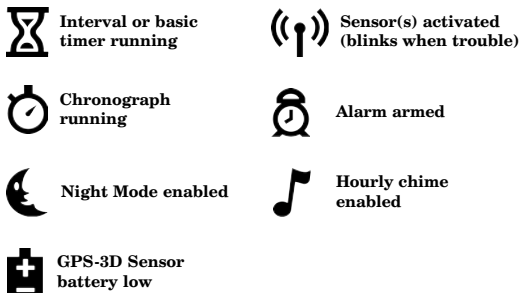 Interval or basic
timer running
Sensor(s) activated
(blinks when trouble)
Chronograph
running
Alarm armed
Night Mode enabled
Hourly chime
enabled
GPS-3D Sensor
battery low